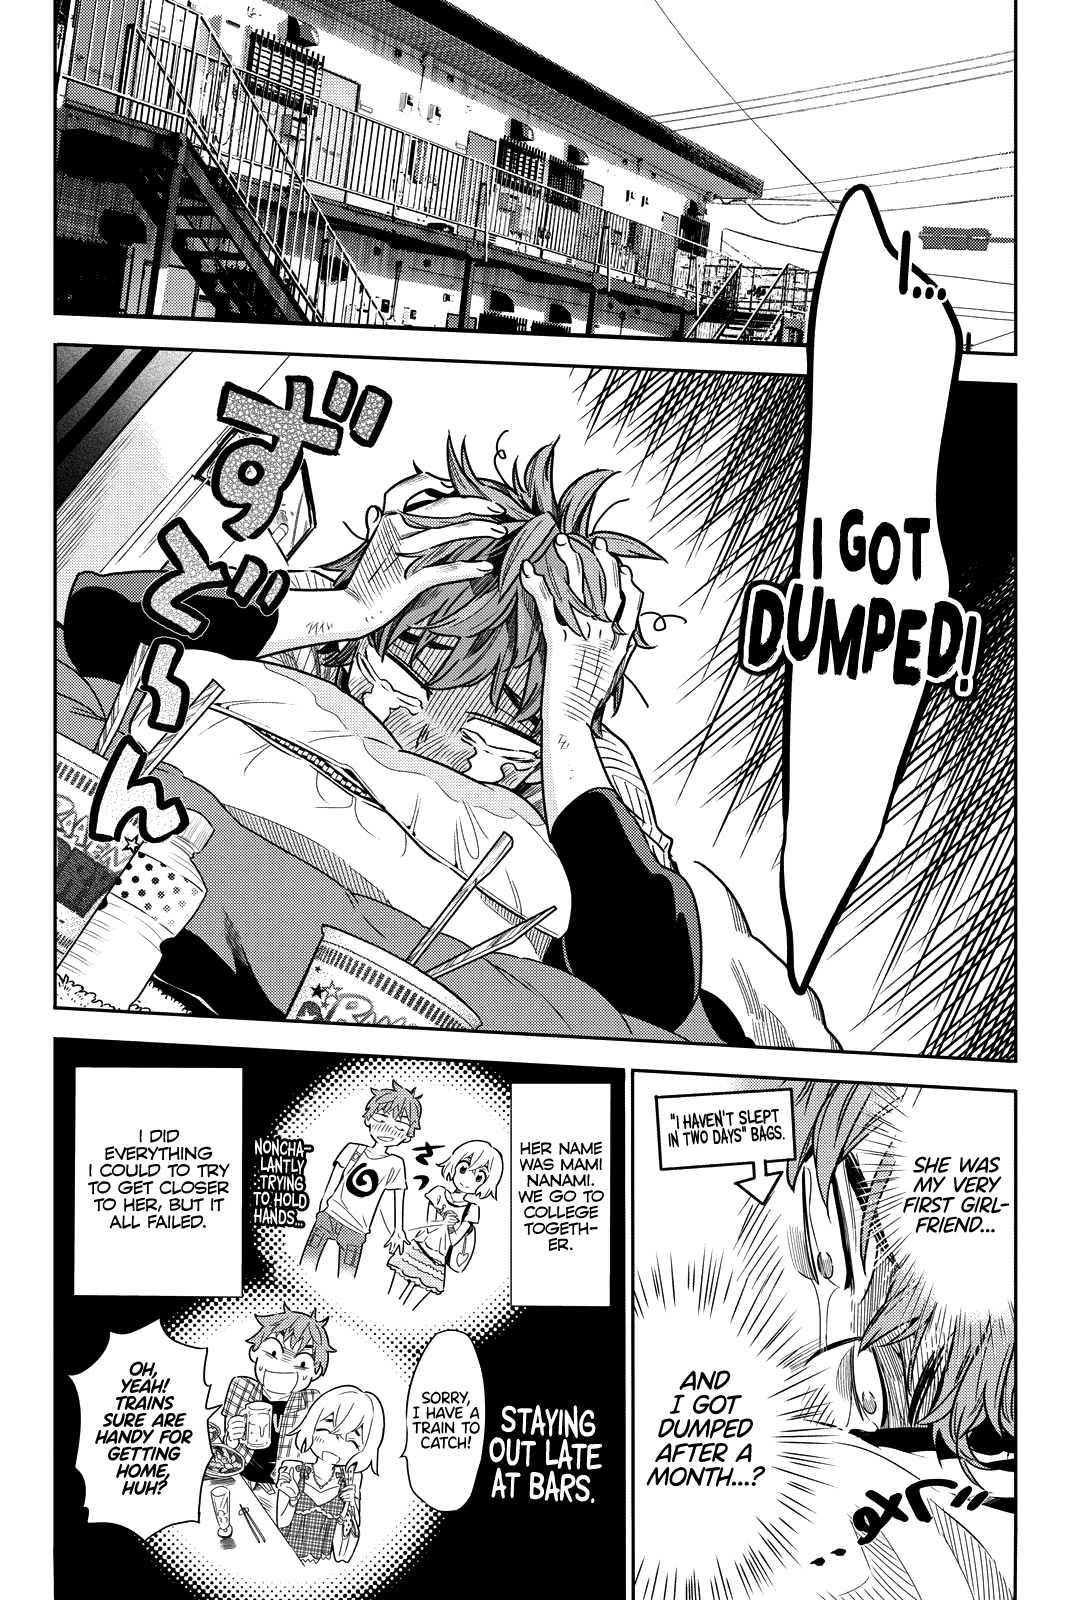 I...
I GOT
DUMPED!
ずど〜ん
RAMEN
"I HAVEN'T SLEPT
IN TWO DAYS" BAGS.
SHE WAS
MY VERY
FIRST GIRL-
FRIEND...
AND
I GOT
DUMPED
AFTER A
MONTH...?
HER NAME
WAS MAMI
NANAMI.
WE GO TO
COLLEGE
TOGETH-
ER.
NONCHA-
LANTLY
TRYING
TO HOLD
HANDS...
さっ
I DID
EVERYTHING
I COULD TO TRY
TO GET CLOSER
TO HER, BUT IT
ALL FAILED.
STAYING
OUT LATE
AT BARS.
SORRY,
I HAVE A
TRAIN TO
CATCH!
OH,
YEAH!
TRAINS
SURE ARE
HANDY FOR
GETTING
HOME,
HUH?